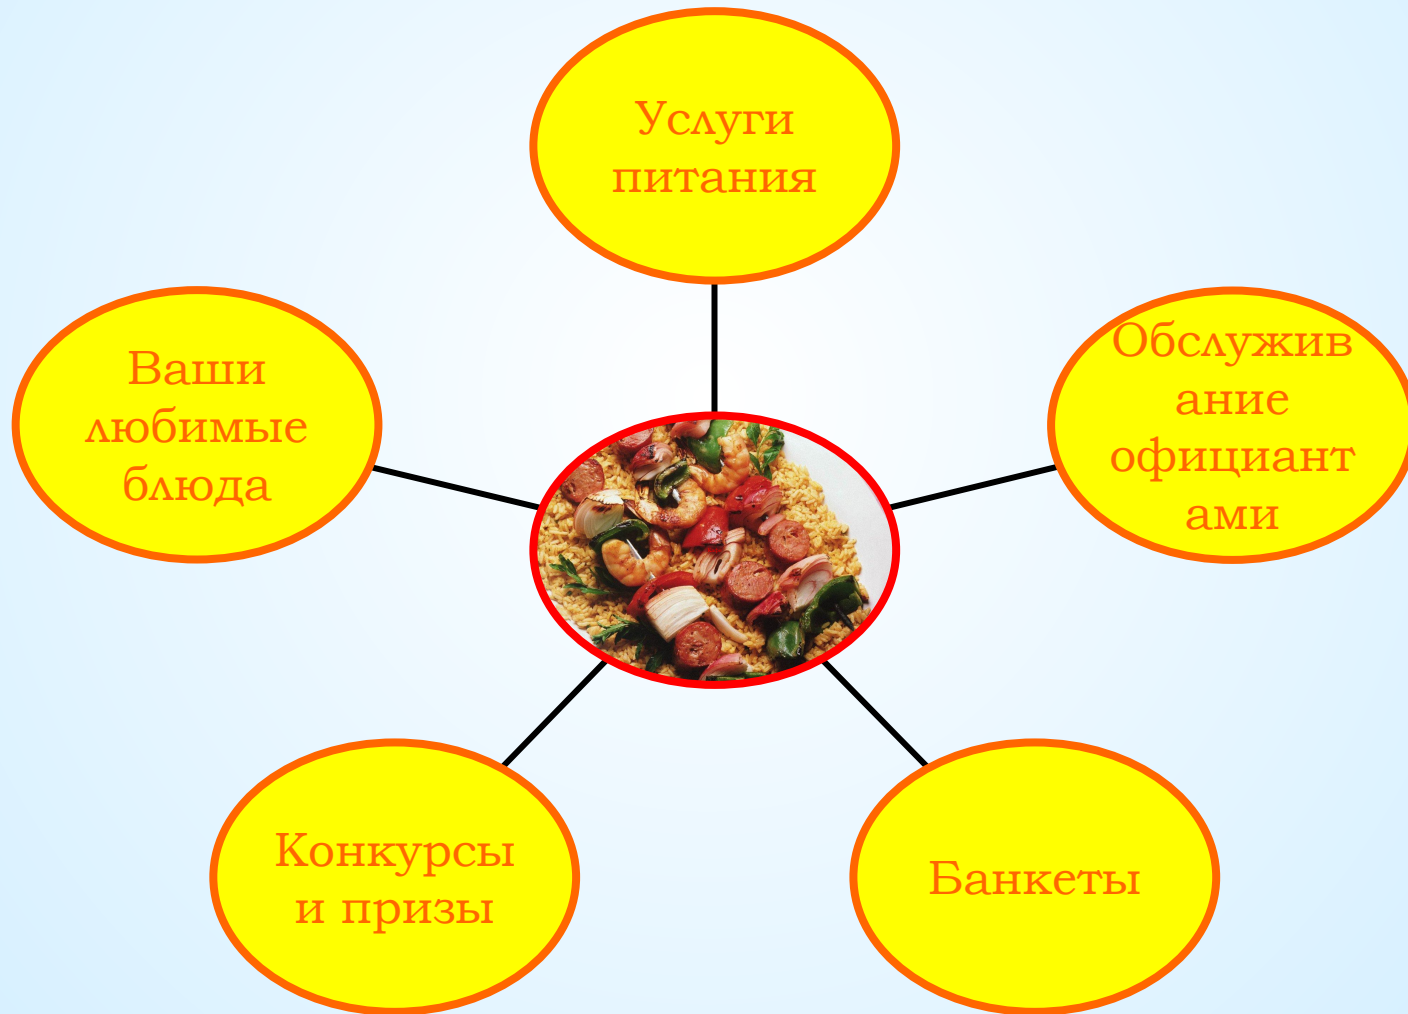 Услуги
питания
Обслужив
ание
официант
ами
Банкеты
Конкурсы
и призы
Ваши
любимые
блюда